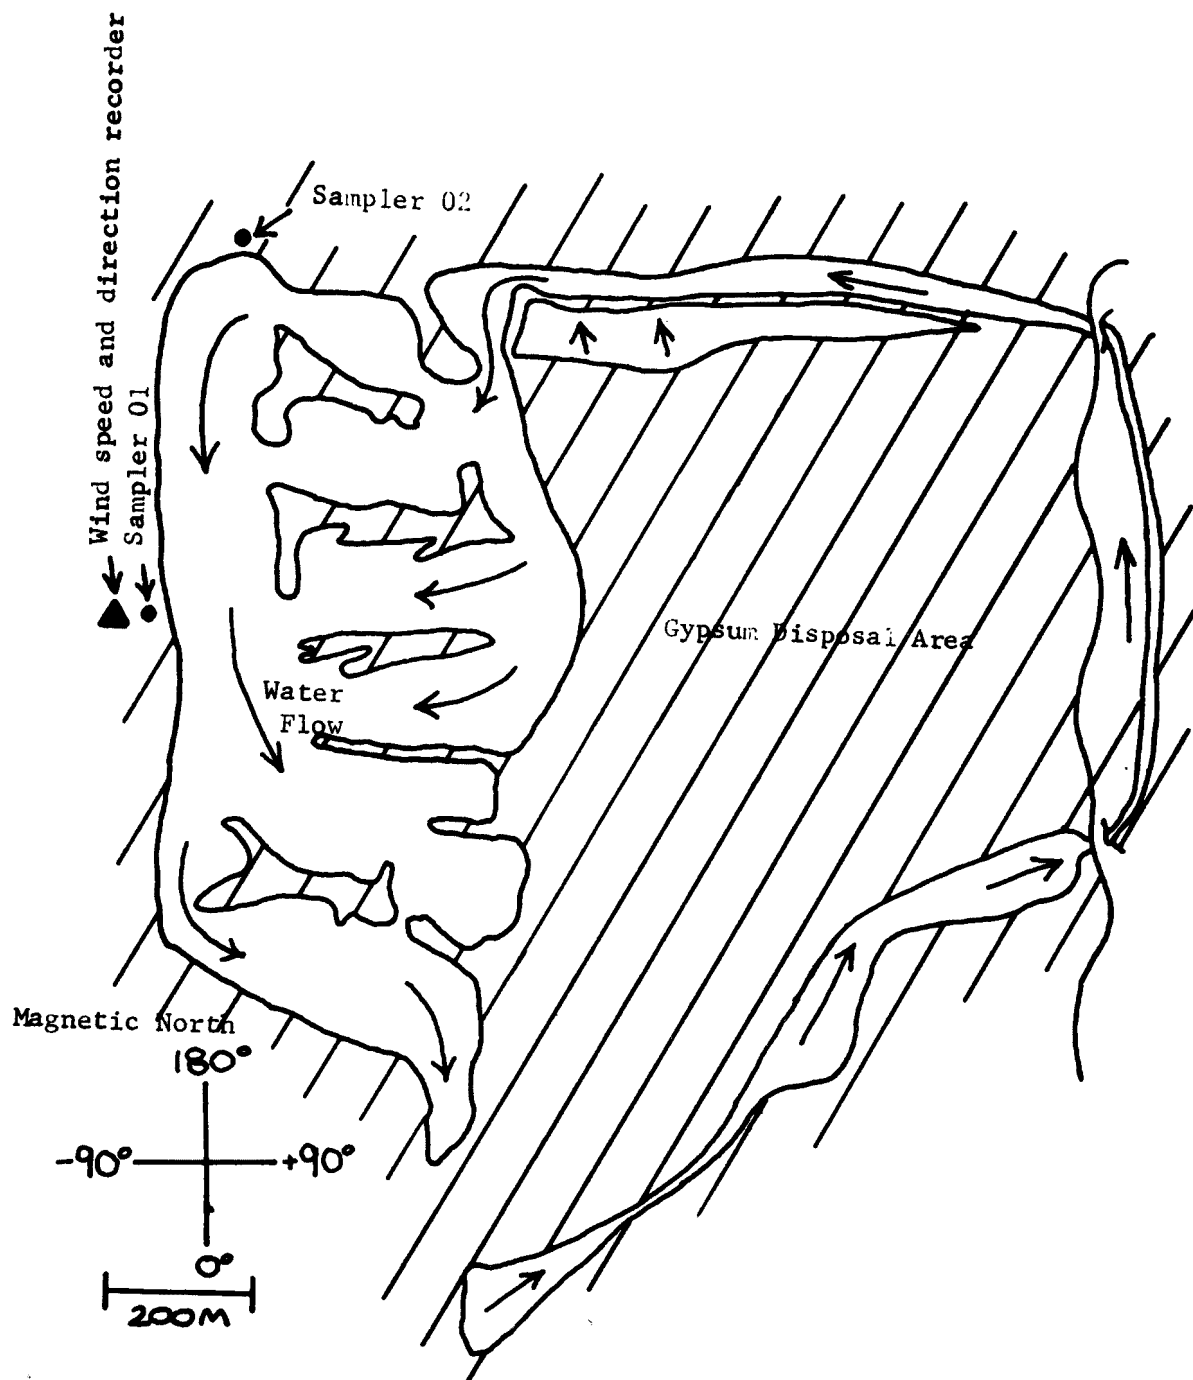 Wind speed and direction recorder
Sampler 01
Sampler 02
Gypsum Disposal Area
Water
Flow
Magnetic North
180°
-90°
+90°
0°
200M